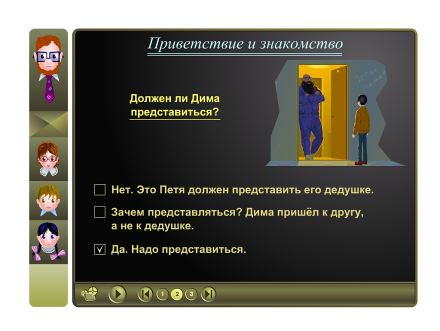 Приветствие и знакомство
Должен ли Дима
представиться?
Нет. Это Петя должен представить его дедушке.
Зачем представляться? Дима пришёл к другу,
а не к дедушке.
Да. Надо представиться.
1 2 3